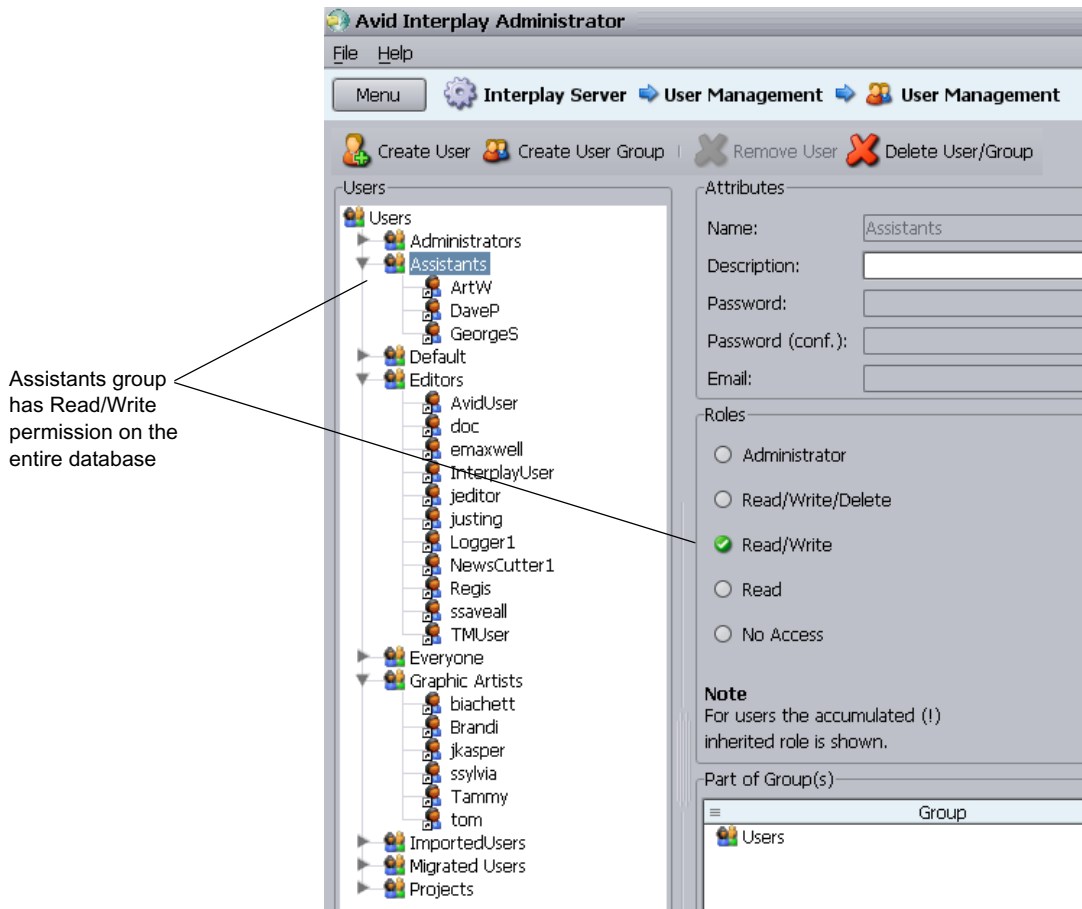 Avid Interplay Administrator
File Help
Menu Interplay Server User Management User Management
Create User Create User Group Remove User Delete User/Group
Users
Users
Administrators
Assistants
ArtW
DaveP
GeorgeS
Default
Editors
AvidUser
doc
emaxwell
InterplayUser
jeditor
justing
Logger1
NewsCutter1
Regis
ssaveall
TMUser
Everyone
Graphic Artists
biachett
Brandi
jkasper
ssylvia
Tammy
tom
ImportedUsers
Migrated Users
Projects
Attributes
Name: Assistants
Description:
Password:
Password (conf.):
Email:
Roles
Administrator
Read/Write/Delete
Read/Write
Read
No Access
Note
For users the accumulated (!)
inherited role is shown.
Part of Group(s)
Group
Users
Assistants group
has Read/Write
permission on the
entire database